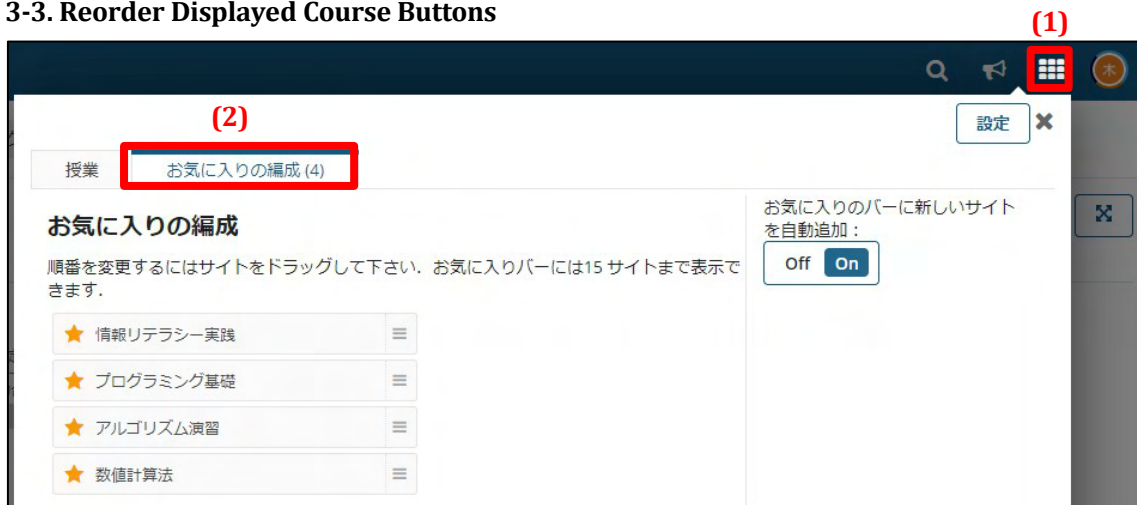 3-3. Reorder Displayed Course Buttons
(1)
木
(2)
設定
授業
お気に入りの編成 (4)
お気に入りの編成
順番を変更するにはサイトをドラッグして下さい. お気に入りバーには15 サイトまで表示で
きます.
お気に入りのバーに新しいサイト
を自動追加：
Off On
情報リテラシー実践
プログラミング基礎
アルゴリズム演習
数値計算法